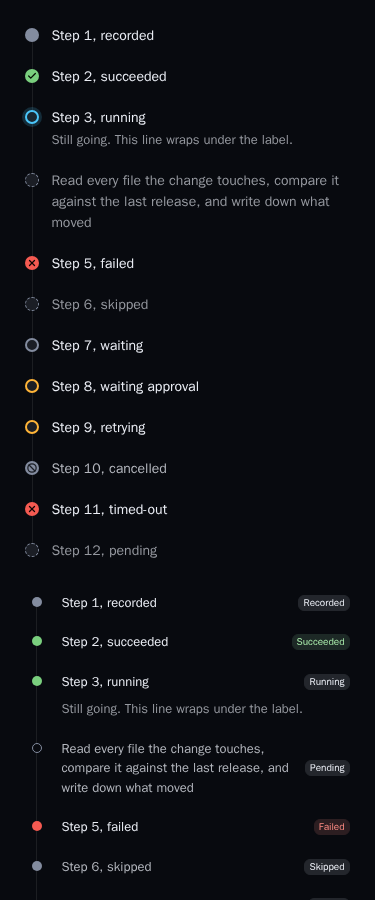 Step 1, recorded
Step 2, succeeded
Step 3, running
Still going. This line wraps under the label.
Read every file the change touches, compare it
against the last release, and write down what
moved
Step 5, failed
Step 6, skipped
Step 7, waiting
Step 8, waiting approval
Step 9, retrying
Step 10, cancelled
Step 11, timed-out
Step 12, pending
Step 1, recorded Recorded
Step 2, succeeded Succeeded
Step 3, running Running
Still going. This line wraps under the label.
Read every file the change touches,
compare it against the last release, and Pending
write down what moved
Step 5, failed Failed
Step 6, skipped Skipped